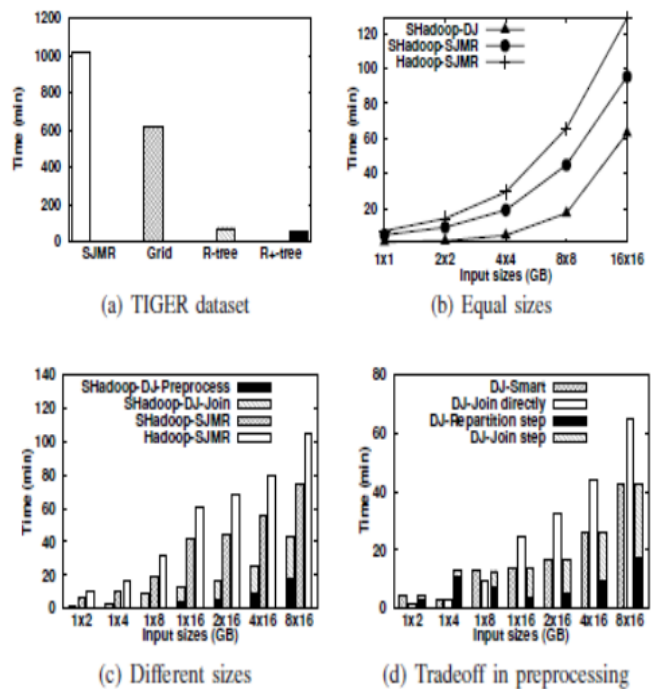 1200
1000
800
600
400
200
0
Time (min)
SJMR Grid R-tree R+-tree
(a) TIGER dataset
120
100
80
60
40
20
Time (min)
SHadoop-DJ
SHadoop-SJMR
Hadoop-SJMR
1x1 2x2 4x4 8x8 16x16
Input sizes (GB)
(b) Equal sizes
140
120
100
80
60
40
20
0
Time (min)
SHadoop-DJ-Preprocess
SHadoop-DJ-Join
SHadoop-SJMR
Hadoop-SJMR
1x2 1x4 1x8 1x16 2x16 4x16 8x16
Input sizes (GB)
(c) Different sizes
80
60
40
20
0
Time (min)
DJ-Smart
DJ-Join directly
DJ-Repartition step
DJ-Join step
1x2 1x4 1x8 1x16 2x16 4x16 8x16
Input sizes (GB)
(d) Tradeoff in preprocessing